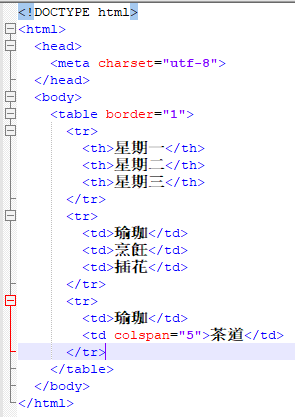 <!DOCTYPE html>
<html>
<head>
<meta charset="utf-8">
</head>
<body>
<table border="1">
<tr>
<th>星期一</th>
<th>星期二</th>
<th>星期三</th>
</tr>
<tr>
<td>瑜珈</td>
<td>烹飪</td>
<td>插花</td>
</tr>
<tr>
<td>瑜珈</td>
<td colspan="5">茶道</td>
</tr>
</table>
</body>
</html>